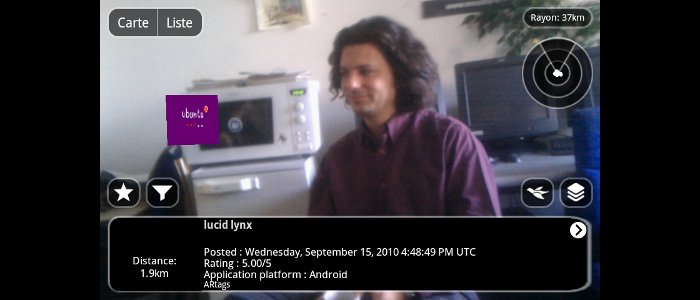 Carte Liste
Rayon: 37km
ubuntu
lucid lynx
Posted : Wednesday, September 15, 2010 4:48:49 PM UTC
Rating : 5.00/5
Distance:
1.9km
Application platform : Android
ARtags